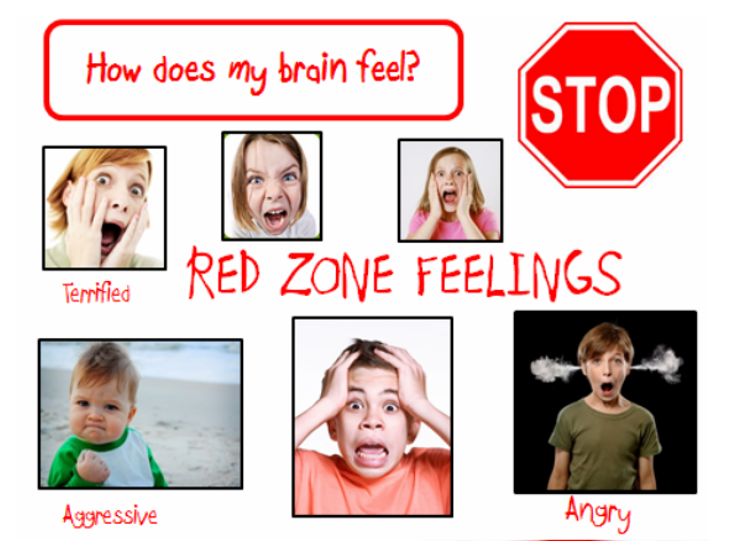 How does my brain feel?
STOP
Terrified
RED ZONE FEELINGS
Aggressive
Angry